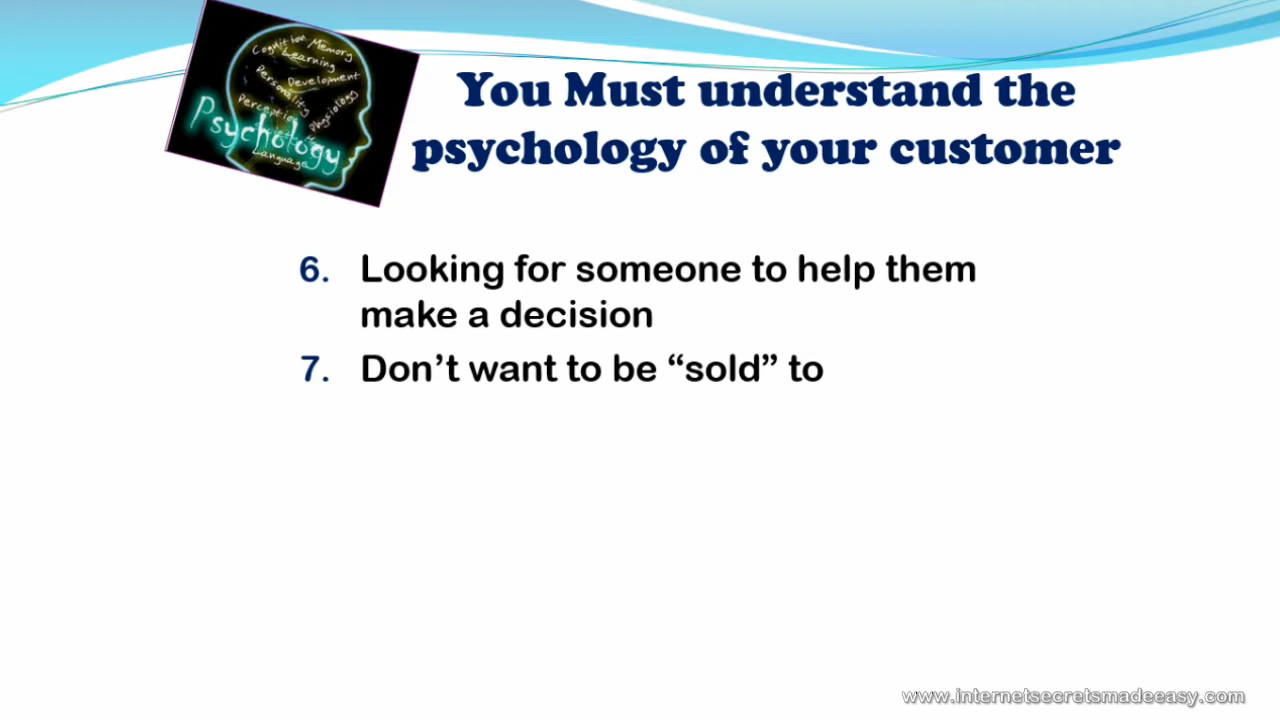 You Must understand the
psychology of your customer
Cognition Memory
Learning
Development
Personality
Perception
Physiology
Psychology
Language
6. Looking for someone to help them
make a decision
7. Don’t want to be “sold” to
www.internetsecretsmadeeasy.com